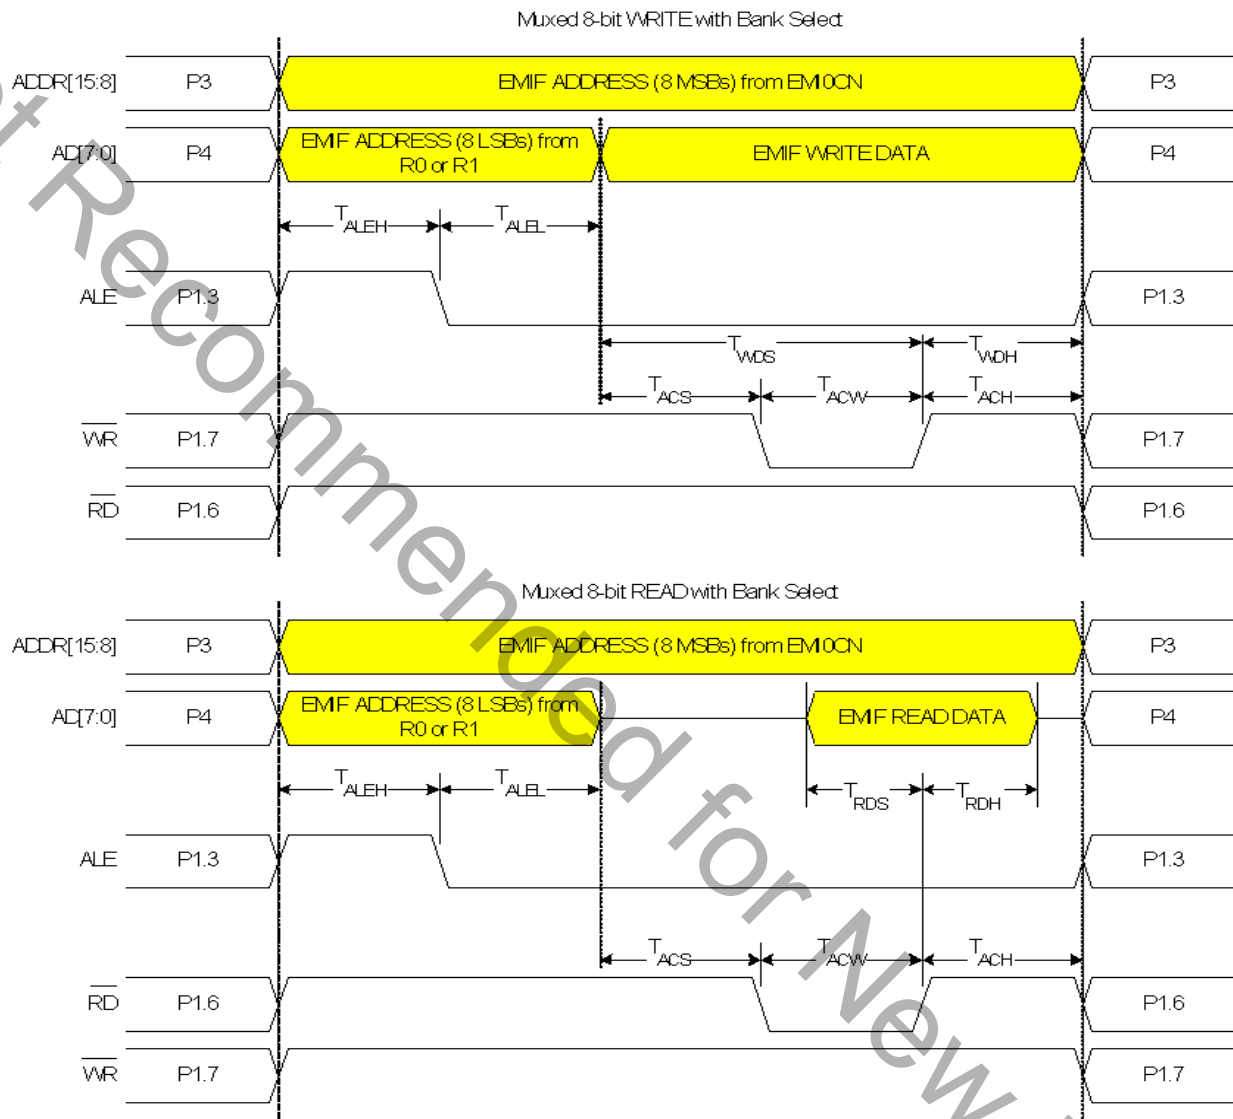 Muxed 8-bit WRITE with Bank Select
ADDR[15:8] P3 EMIF ADDRESS (8 MSBs) from EMI0CN P3
AD[7:0] P4 EMIF ADDRESS (8 LSBs) from
R0 or R1 EMIF WRITE DATA P4
TALEH TALEL
ALE P1.3 P1.3
TWDS TWDH
TACS TACW TACH
WR P1.7 P1.7
RD P1.6 P1.6
Muxed 8-bit READ with Bank Select
ADDR[15:8] P3 EMIF ADDRESS (8 MSBs) from EMI0CN P3
AD[7:0] P4 EMIF ADDRESS (8 LSBs) from
R0 or R1 EMIF READ DATA P4
TALEH TALEL TRDS TRDH
ALE P1.3 P1.3
TACS TACW TACH
RD P1.6 P1.6
WR P1.7 P1.7
Recommended for New